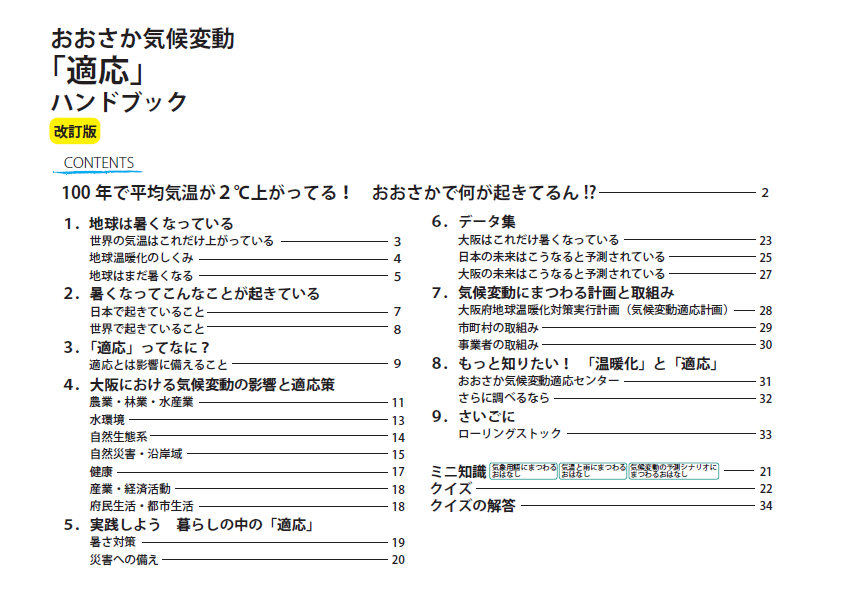 おおさか気候変動
「適応」
ハンドブック
改訂版
CONTENTS
100 年で平均気温が２℃上がってる！　おおさかで何が起きてるん !? 2
１．地球は暑くなっている
世界の気温はこれだけ上がっている 3
地球温暖化のしくみ 4
地球はまだ暑くなる 5
２．暑くなってこんなことが起きている
日本で起きていること 7
世界で起きていること 8
３．「適応」ってなに？
適応とは影響に備えること 9
４．大阪における気候変動の影響と適応策
農業・林業・水産業 11
水環境 13
自然生態系 14
自然災害・沿岸域 15
健康 17
産業・経済活動 18
府民生活・都市生活 18
５．実践しよう　暮らしの中の「適応」
暑さ対策 19
災害への備え 20
６．データ集
大阪はこれだけ暑くなっている 23
日本の未来はこうなると予測されている 25
大阪の未来はこうなると予測されている 27
７．気候変動にまつわる計画と取組み
大阪府地球温暖化対策実行計画（気候変動適応計画） 28
市町村の取組み 29
事業者の取組み 30
８．もっと知りたい！　「温暖化」と「適応」
おおさか気候変動適応センター 31
さらに調べるなら 32
９．さいごに
ローリングストック 33
ミニ知識 気象用語にまつわるおはなし 気温と雨にまつわるおはなし 気候変動の予測シナリオにまつわるおはなし 21
クイズ 22
クイズの解答 34